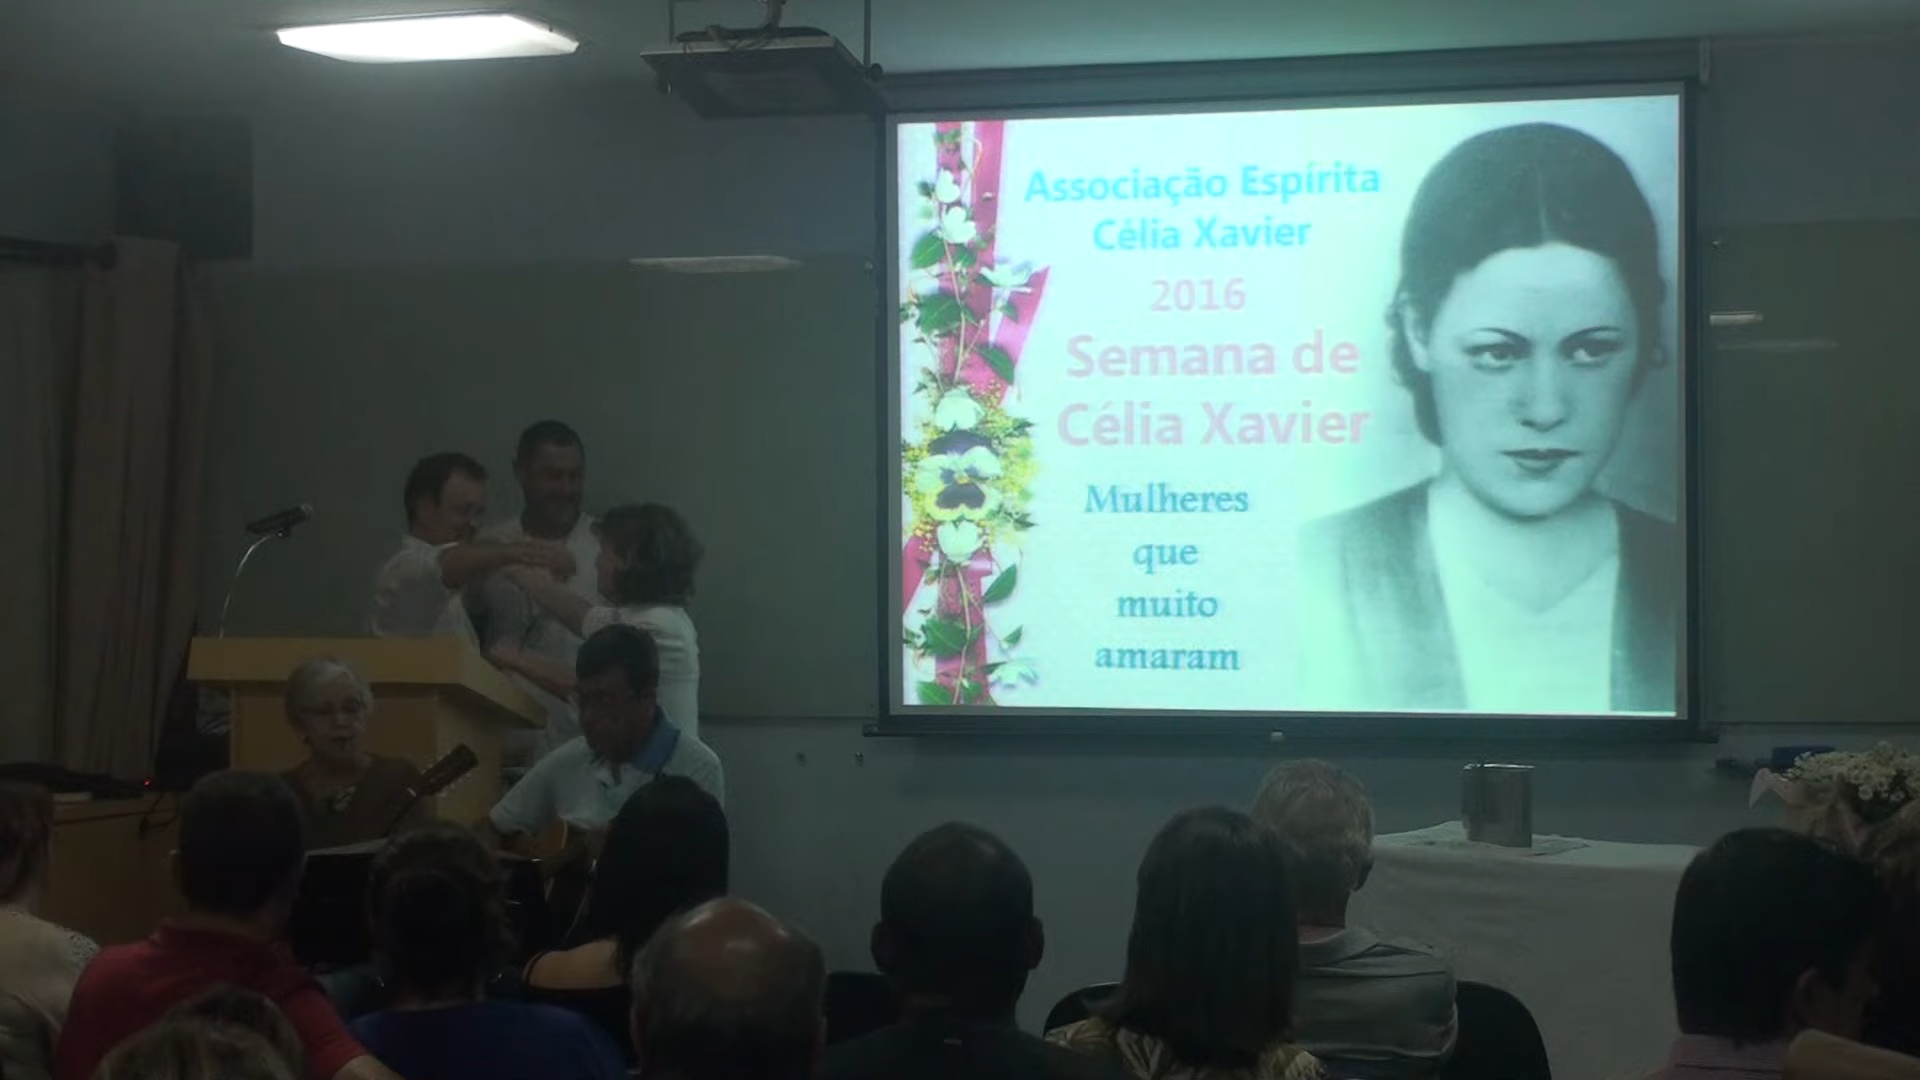 Associação Espírita
Célia Xavier
2016
Semana de
Célia Xavier
Mulheres
que
muito
amaram